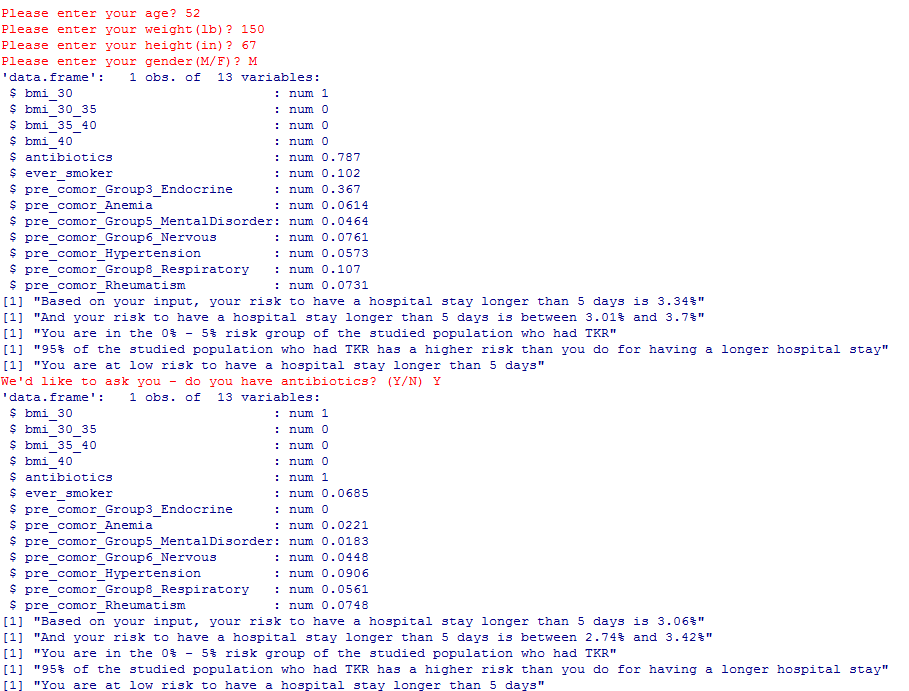 Please enter your age? 52
Please enter your weight(lb)? 150
Please enter your height(in)? 67
Please enter your gender(M/F)? M
'data.frame':   1 obs. of  13 variables:
 $ bmi_30                         : num 1
 $ bmi_30_35                      : num 0
 $ bmi_35_40                      : num 0
 $ bmi_40                         : num 0
 $ antibiotics                    : num 0.787
 $ ever_smoker                    : num 0.102
 $ pre_comor_Group3_Endocrine     : num 0.367
 $ pre_comor_Anemia               : num 0.0614
 $ pre_comor_Group5_MentalDisorder: num 0.0464
 $ pre_comor_Group6_Nervous       : num 0.0761
 $ pre_comor_Hypertension         : num 0.0573
 $ pre_comor_Group8_Respiratory   : num 0.107
 $ pre_comor_Rheumatism           : num 0.0731
[1] "Based on your input, your risk to have a hospital stay longer than 5 days is 3.34%"
[1] "And your risk to have a hospital stay longer than 5 days is between 3.01% and 3.7%"
[1] "You are in the 0% - 5% risk group of the studied population who had TKR"
[1] "95% of the studied population who had TKR has a higher risk than you do for having a longer hospital stay"
[1] "You are at low risk to have a hospital stay longer than 5 days"
We'd like to ask you - do you have antibiotics? (Y/N) Y
'data.frame':   1 obs. of  13 variables:
 $ bmi_30                         : num 1
 $ bmi_30_35                      : num 0
 $ bmi_35_40                      : num 0
 $ bmi_40                         : num 0
 $ antibiotics                    : num 1
 $ ever_smoker                    : num 0.0685
 $ pre_comor_Group3_Endocrine     : num 0
 $ pre_comor_Anemia               : num 0.0221
 $ pre_comor_Group5_MentalDisorder: num 0.0183
 $ pre_comor_Group6_Nervous       : num 0.0448
 $ pre_comor_Hypertension         : num 0.0906
 $ pre_comor_Group8_Respiratory   : num 0.0561
 $ pre_comor_Rheumatism           : num 0.0748
[1] "Based on your input, your risk to have a hospital stay longer than 5 days is 3.06%"
[1] "And your risk to have a hospital stay longer than 5 days is between 2.74% and 3.42%"
[1] "You are in the 0% - 5% risk group of the studied population who had TKR"
[1] "95% of the studied population who had TKR has a higher risk than you do for having a longer hospital stay"
[1] "You are at low risk to have a hospital stay longer than 5 days"